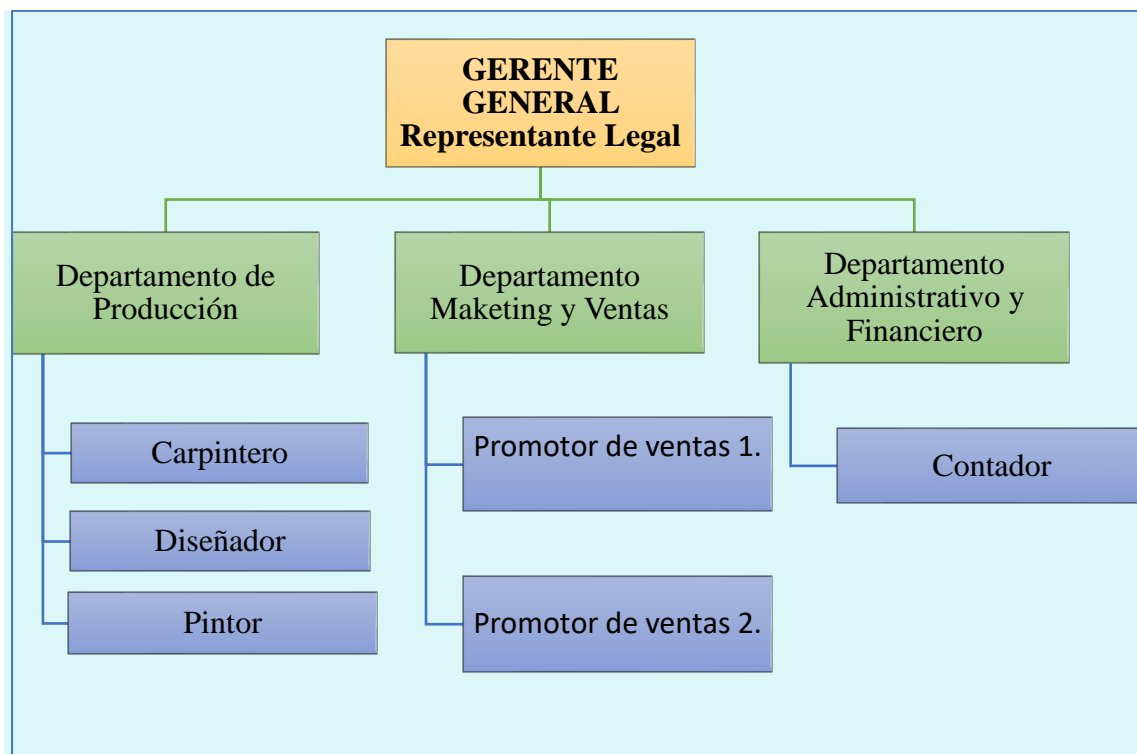 GERENTE
GENERAL
Representante Legal
Departamento de
Producción
Departamento
Maketing y Ventas
Departamento
Administrativo y
Financiero
Carpintero
Diseñador
Pintor
Promotor de ventas 1.
Promotor de ventas 2.
Contador